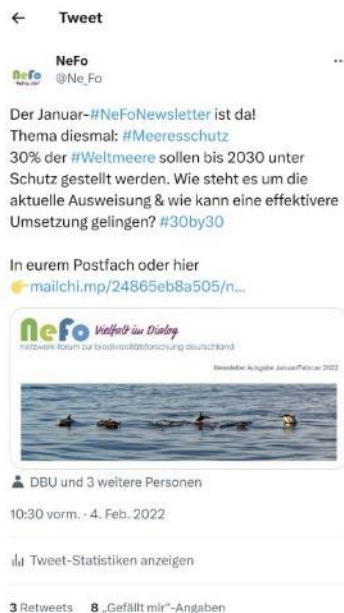 ← Tweet
NeFo
@Ne_Fo
Der Januar-#NeFoNewsletter ist da!
Thema diesmal: #Meeresschutz
30% der #Weltmeere sollen bis 2030 unter
Schutz gestellt werden. Wie steht es um die
aktuelle Ausweisung & wie kann eine effektivere
Umsetzung gelingen? #30by30
In eurem Postfach oder hier
👉mailchi.mp/24865eb8a505/n...
NeFo Vielfalt im Dialog
netzwerk-forum zur biodiversitätsforschung deutschland
Newsletter Ausgabe Januar/Februar 2022
DBU und 3 weitere Personen
10:30 vorm. · 4. Feb. 2022
Tweet-Statistiken anzeigen
3 Retweets 8 „Gefällt mir“-Angaben